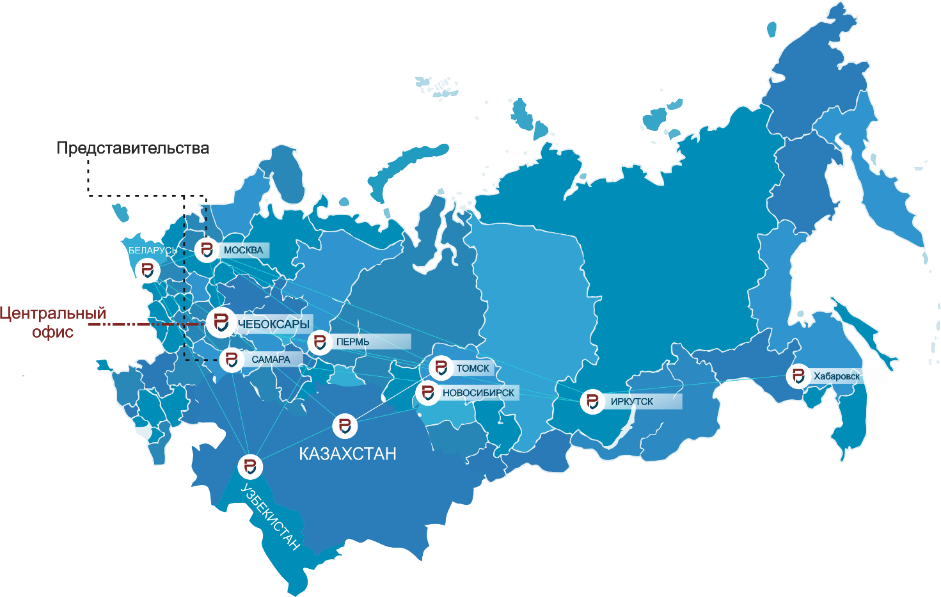 Представительства
БЕЛАРУСЬ
МОСКВА
Центральный
офис
ЧЕБОКСАРЫ
ПЕРМЬ
САМАРА
ТОМСК
Хабаровск
НОВОСИБИРСК
ИРКУТСК
КАЗАХСТАН
УЗБЕКИСТАН